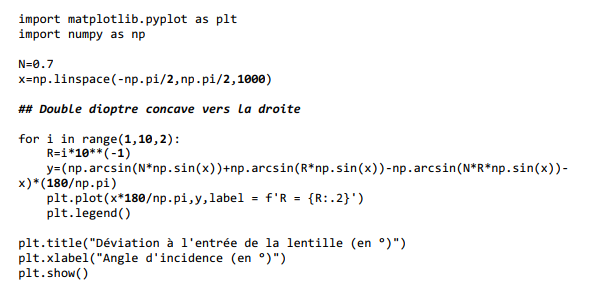 import matplotlib.pyplot as plt
import numpy as np
N=0.7
x=np.linspace(-np.pi/2,np.pi/2,1000)
## Double dioptre concave vers la droite
for i in range(1,10,2):
    R=i*10**(-1)
    y=(np.arcsin(N*np.sin(x))+np.arcsin(R*np.sin(x))-np.arcsin(N*R*np.sin(x))-
x)*(180/np.pi)
    plt.plot(x*180/np.pi,y,label = f'R = {R:.2}')
    plt.legend()
plt.title("Déviation à l'entrée de la lentille (en °)")
plt.xlabel("Angle d'incidence (en °)")
plt.show()